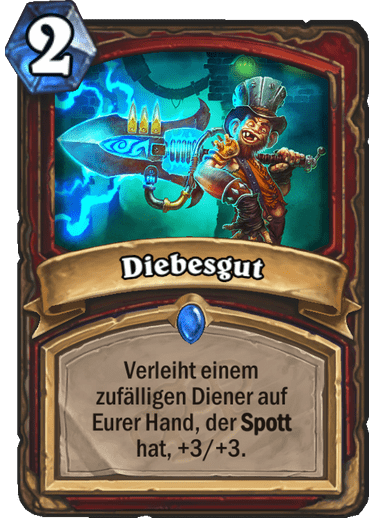 2
Diebesgut
Verleiht einem
zufälligen Diener auf
Eurer Hand, der Spott
hat, +3/+3.